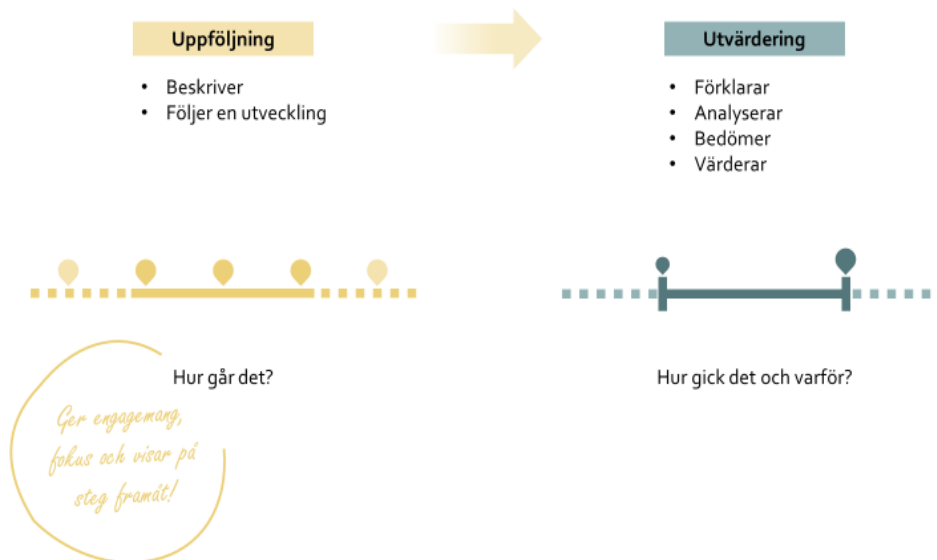 Uppföljning
• Beskriver
• Följer en utveckling
Hur går det?
Ger engagemang,
fokus och visar på
steg framåt!
Utvärdering
• Förklarar
• Analyserar
• Bedömer
• Värderar
Hur gick det och varför?